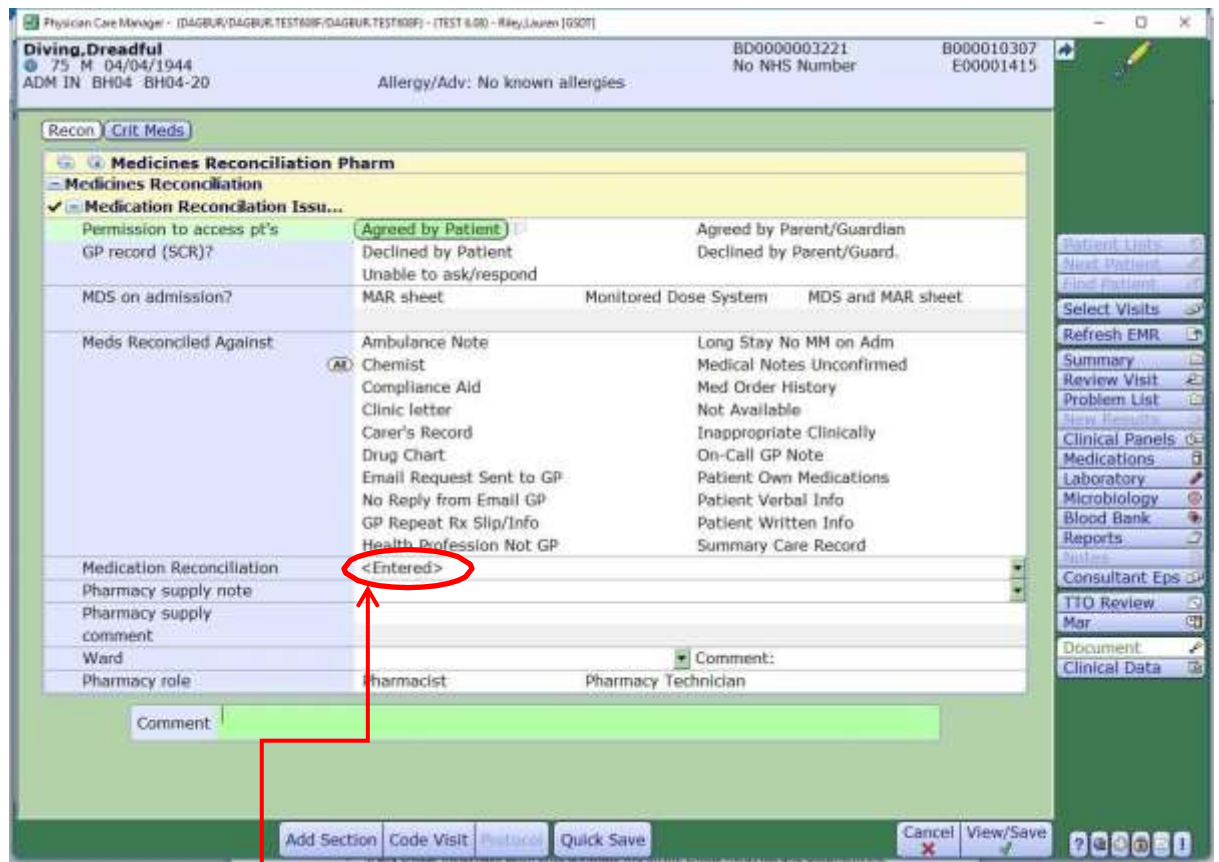 Physician Care Manager - (DAGBUR/DAGBUR.TEST608F/DAGBUR.TEST608F) - (TEST 6.08) - Riley,Lauren [GSDT]
Diving,Dreadful BD0000003221 B000010307
75 M 04/04/1944 No NHS Number E00001415
ADM IN BH04 BH04-20 Allergy/Adv: No known allergies
Recon Crit Meds
Medicines Reconciliation Pharm
Medicines Reconciliation
Medication Reconcilation Issu...
Permission to access pt's Agreed by Patient Agreed by Parent/Guardian
GP record (SCR)? Declined by Patient Declined by Parent/Guard.
Unable to ask/respond
MDS on admission? MAR sheet Monitored Dose System MDS and MAR sheet
Meds Reconciled Against Ambulance Note Long Stay No MM on Adm
Chemist Medical Notes Unconfirmed
Compliance Aid Med Order History
Clinic letter Not Available
Carer's Record Inappropriate Clinically
Drug Chart On-Call GP Note
Email Request Sent to GP Patient Own Medications
No Reply from Email GP Patient Verbal Info
GP Repeat Rx Slip/Info Patient Written Info
Health Profession Not GP Summary Care Record
Medication Reconciliation <Entered>
Pharmacy supply note
Pharmacy supply
comment
Ward Comment:
Pharmacy role Pharmacist Pharmacy Technician
Comment
Add Section Code Visit Protocol Quick Save Cancel View/Save
Patient Lists
Next Patient
Find Patient
Select Visits
Refresh EMR
Summary
Review Visit
Problem List
New Results
Clinical Panels
Medications
Laboratory
Microbiology
Blood Bank
Reports
Notes
Consultant Eps
TTO Review
Mar
Document
Clinical Data